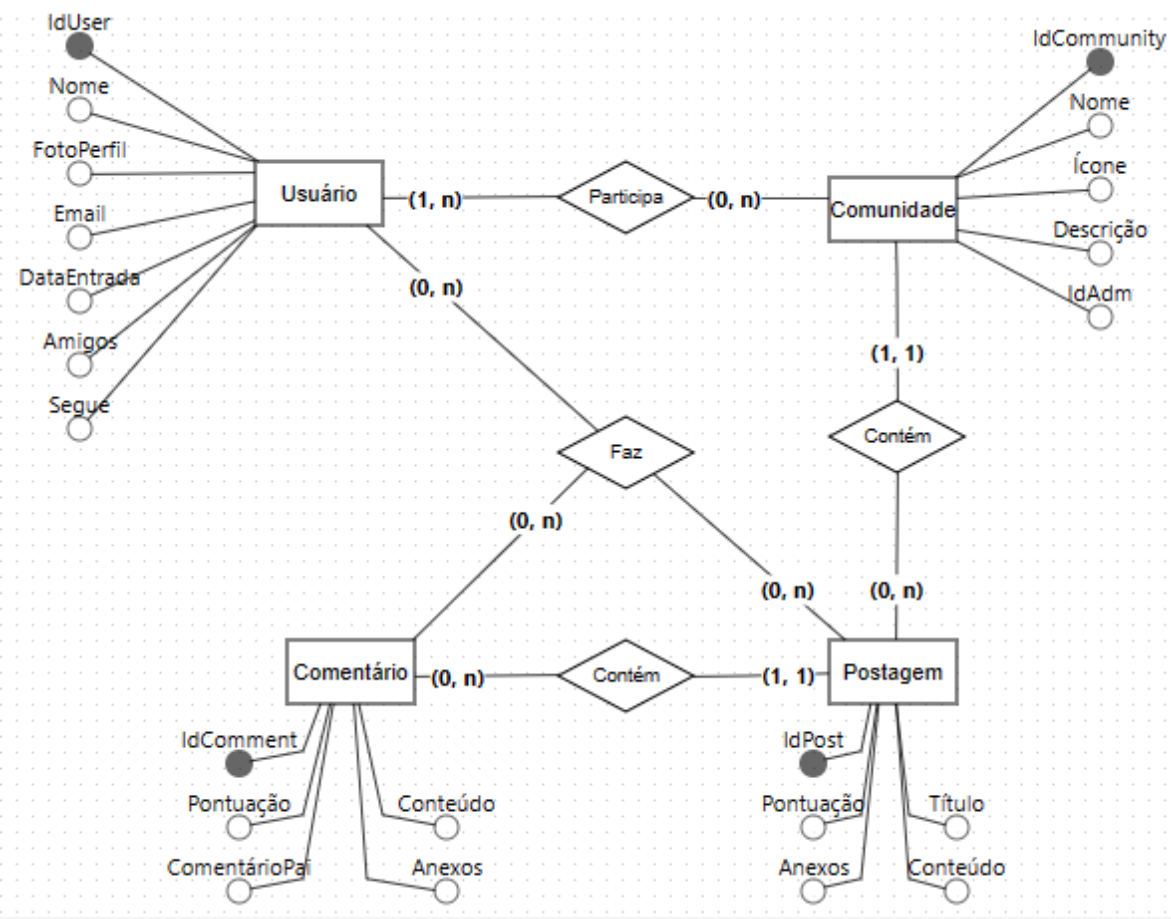 IdUser
IdCommunity
Nome
Nome
FotoPerfil
Ícone
Usuário
(1, n)
Participa
(0, n)
Comunidade
Email
Descrição
DataEntrada
(0, n)
IdAdm
Amigos
(1, 1)
Segue
Contém
Faz
(0, n)
(0, n)
(0, n)
Comentário
(0, n)
Contém
(1, 1)
Postagem
IdComment
IdPost
Pontuação
Conteúdo
Pontuação
Título
ComentárioPai
Anexos
Anexos
Conteúdo